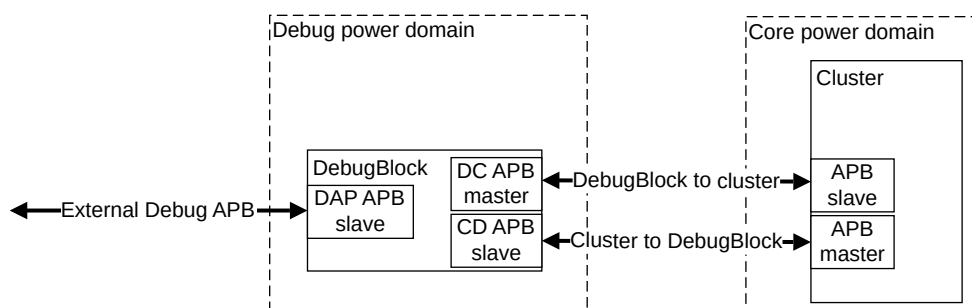 Debug power domain
Core power domain
Cluster
DebugBlock
DC APB
master
DAP APB
slave
CD APB
slave
External Debug APB
DebugBlock to cluster
Cluster to DebugBlock
APB
slave
APB
master